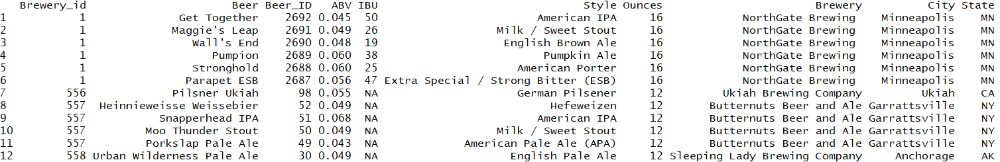 Brewery_id Beer Beer_ID ABV IBU Style Ounces Brewery City State
1 1 Get Together 2692 0.045 50 American IPA 16 NorthGate Brewing Minneapolis MN
2 1 Maggie's Leap 2691 0.049 26 Milk / Sweet Stout 16 NorthGate Brewing Minneapolis MN
3 1 Wall's End 2690 0.048 19 English Brown Ale 16 NorthGate Brewing Minneapolis MN
4 1 Pumpion 2689 0.060 38 Pumpkin Ale 16 NorthGate Brewing Minneapolis MN
5 1 Stronghold 2688 0.060 25 American Porter 16 NorthGate Brewing Minneapolis MN
6 1 Parapet ESB 2687 0.056 47 Extra Special / Strong Bitter (ESB) 16 NorthGate Brewing Minneapolis MN
7 556 Pilsner Ukiah 98 0.055 NA German Pilsener 12 Ukiah Brewing Company Ukiah CA
8 557 Heinnieweisse Weissebier 52 0.049 NA Hefeweizen 12 Butternuts Beer and Ale Garrattsville NY
9 557 Snapperhead IPA 51 0.068 NA American IPA 12 Butternuts Beer and Ale Garrattsville NY
10 557 Moo Thunder Stout 50 0.049 NA Milk / Sweet Stout 12 Butternuts Beer and Ale Garrattsville NY
11 557 Porkslap Pale Ale 49 0.043 NA American Pale Ale (APA) 12 Butternuts Beer and Ale Garrattsville NY
12 558 Urban Wilderness Pale Ale 30 0.049 NA English Pale Ale 12 Sleeping Lady Brewing Company Anchorage AK